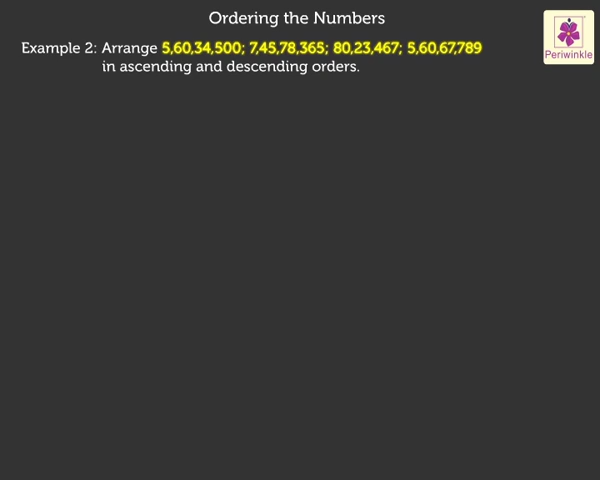 Ordering the Numbers
Example 2: Arrange 5,60,34,500; 7,45,78,365; 80,23,467; 5,60,67,789
in ascending and descending orders.
Periwinkle